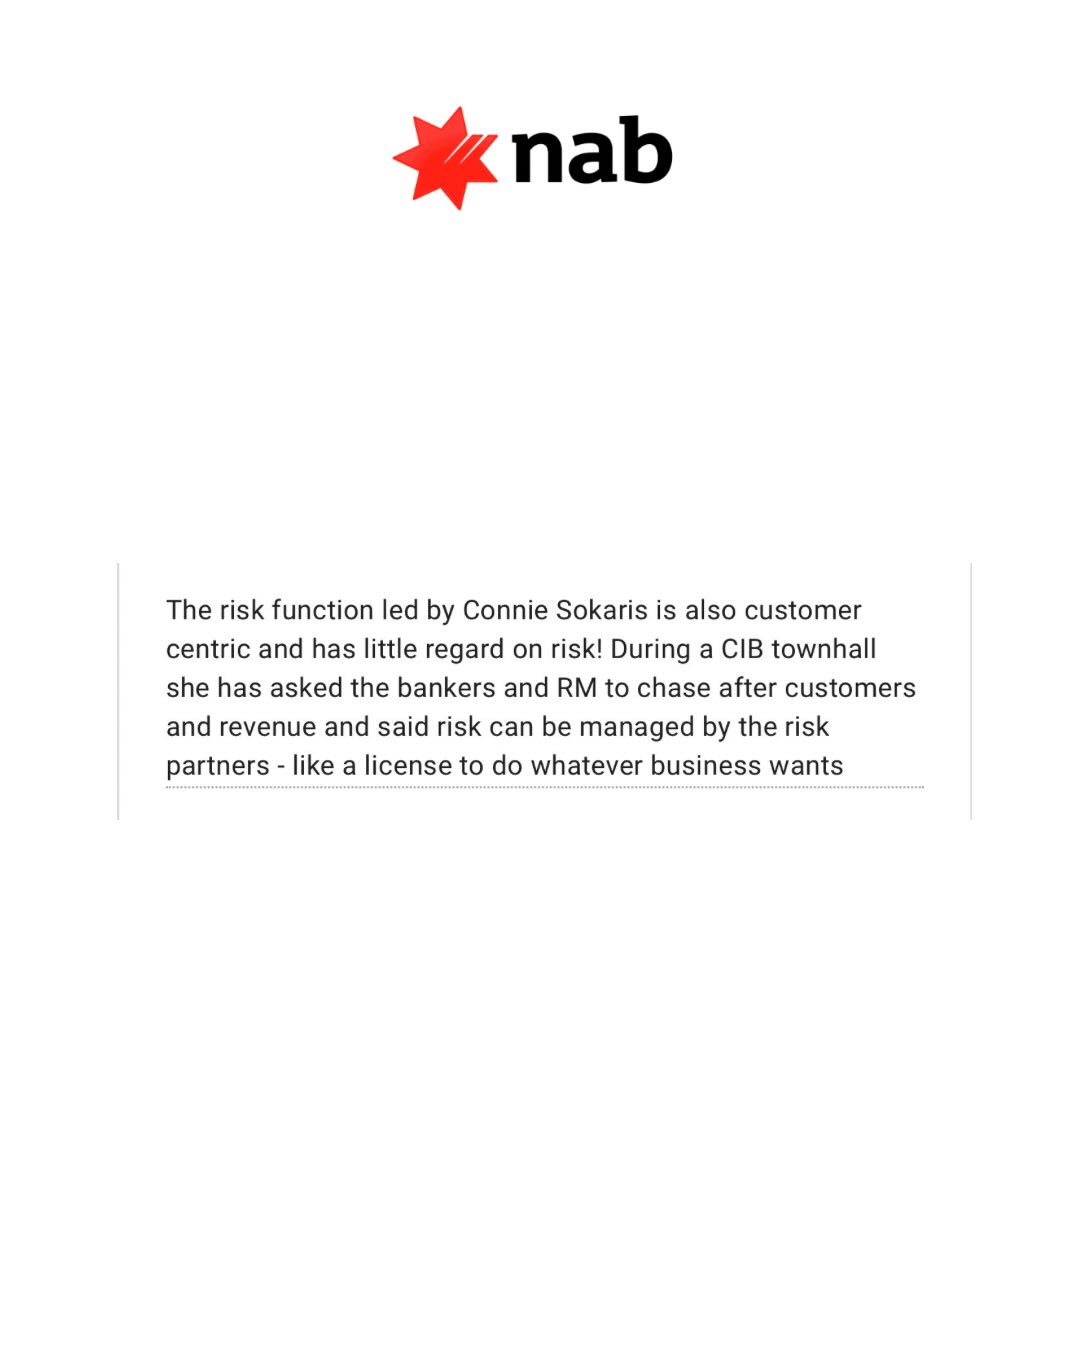 nab
The risk function led by Connie Sokaris is also customer
centric and has little regard on risk! During a CIB townhall
she has asked the bankers and RM to chase after customers
and revenue and said risk can be managed by the risk
partners - like a license to do whatever business wants